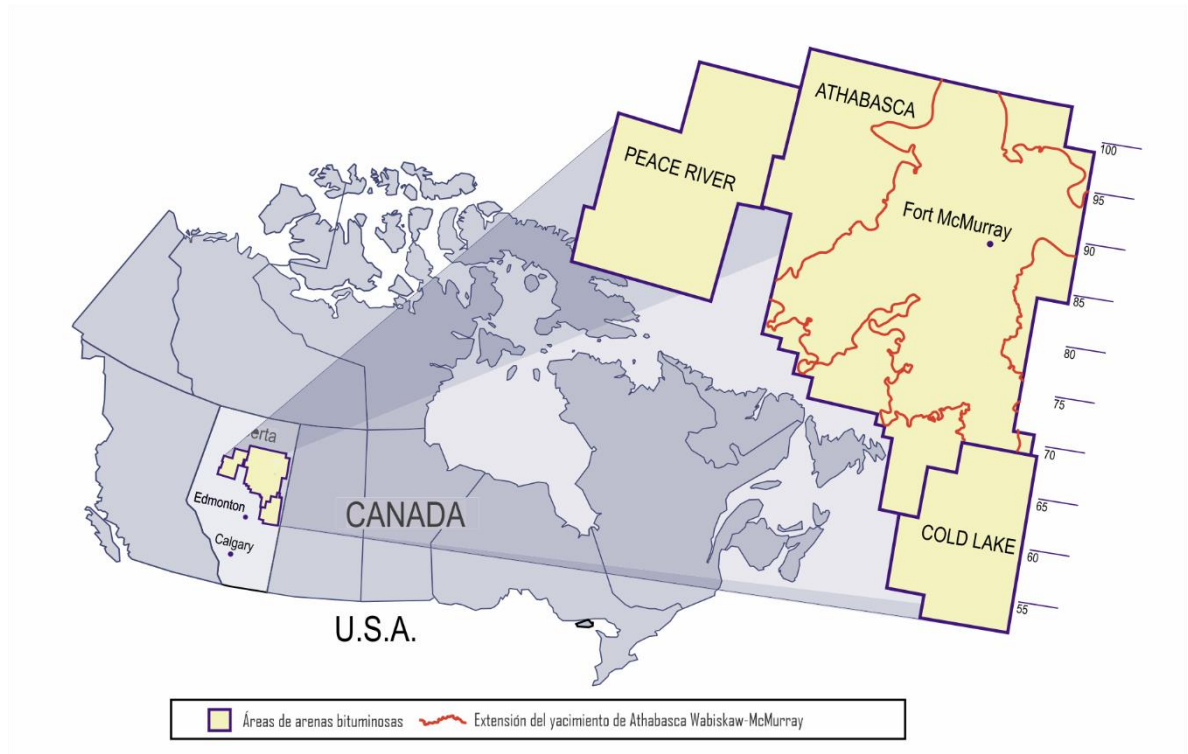 ATHABASCA
PEACE RIVER
Fort McMurray
100
95
90
85
80
75
70
65
60
55
COLD LAKE
erta
Edmonton
Calgary
CANADA
U.S.A.
Áreas de arenas bituminosas
Extensión del yacimiento de Athabasca Wabiskaw-McMurray